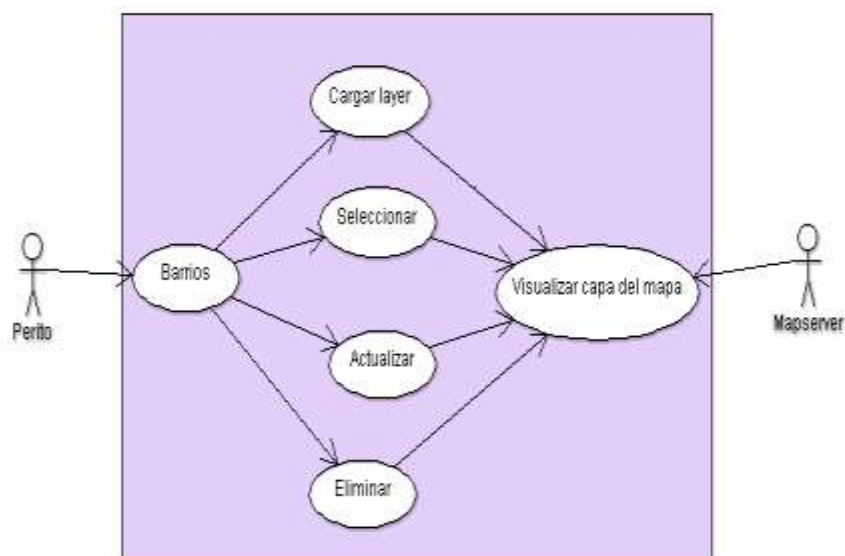 Cargar layer
Seleccionar
Barrios
Visualizar capa del mapa
Perito
Mapserver
Actualizar
Eliminar